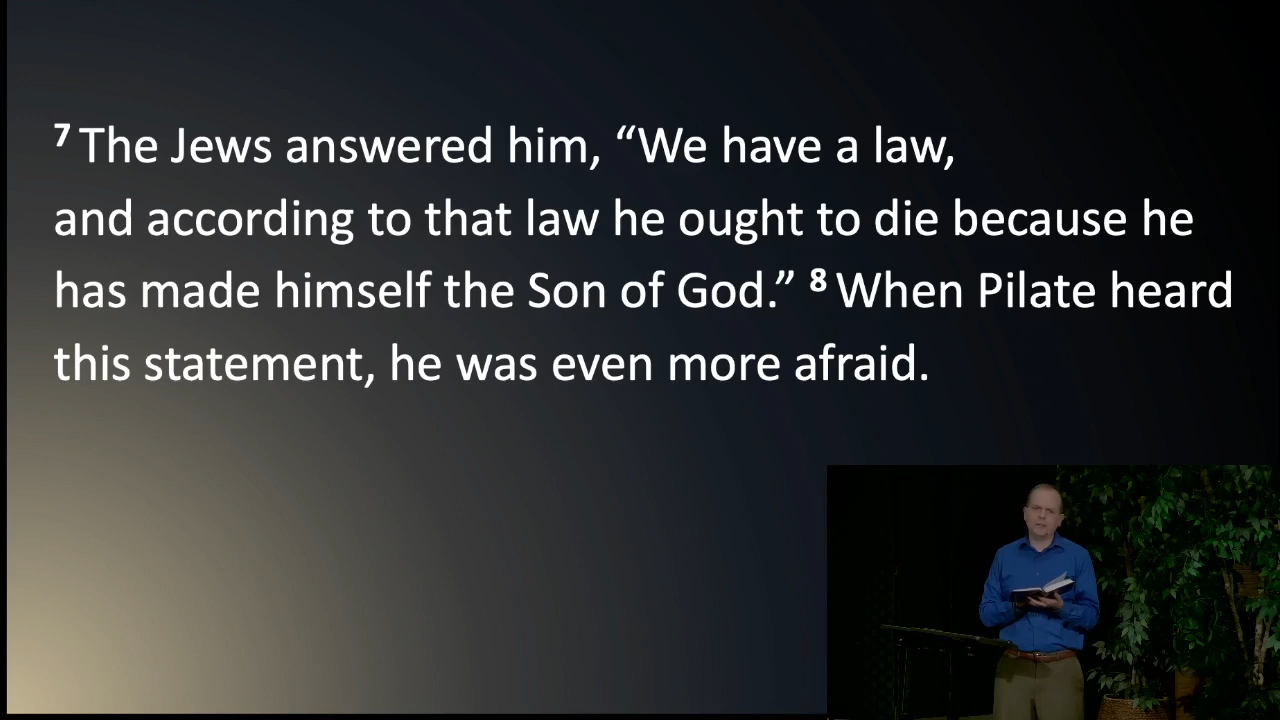 ⁷ The Jews answered him, “We have a law,
and according to that law he ought to die because he
has made himself the Son of God.” ⁸ When Pilate heard
this statement, he was even more afraid.